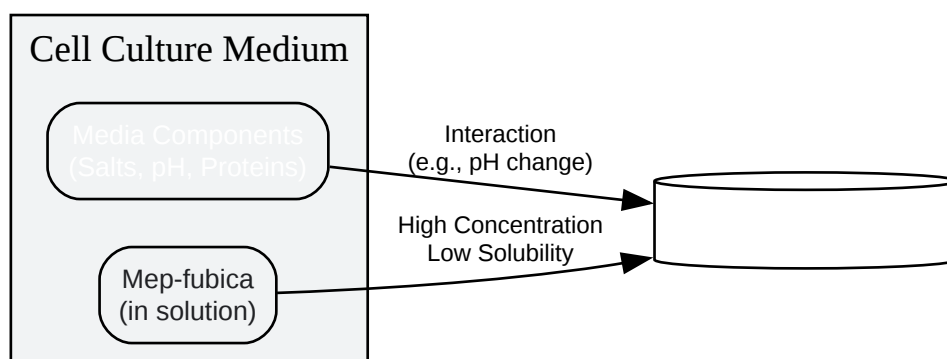 Cell Culture Medium
Media Components
(Salts, pH, Proteins)
Interaction
(e.g., pH change)
High Concentration
Low Solubility
Mep-fubica
(in solution)